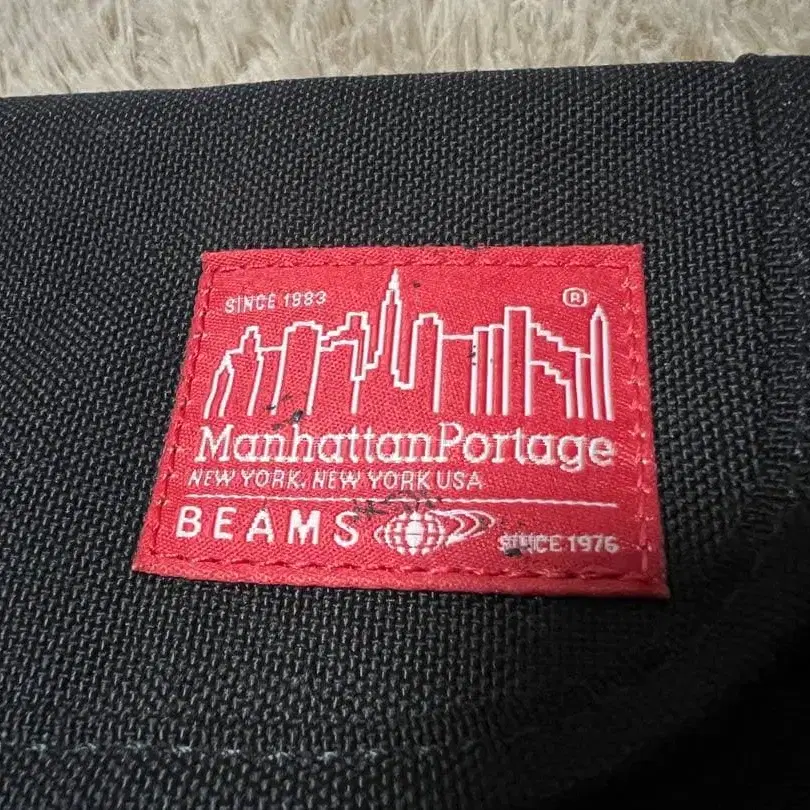 SINCE 1983
®
ManhattanPortage
NEW YORK, NEW YORK USA
BEAMS
SINCE 1976